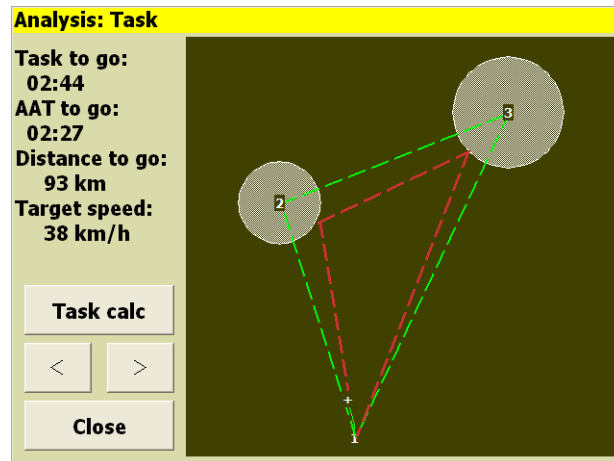 Analysis: Task
Task to go:
02:44
AAT to go:
02:27
Distance to go:
93 km
Target speed:
38 km/h
Task calc
< >
Close
3
2
+
1